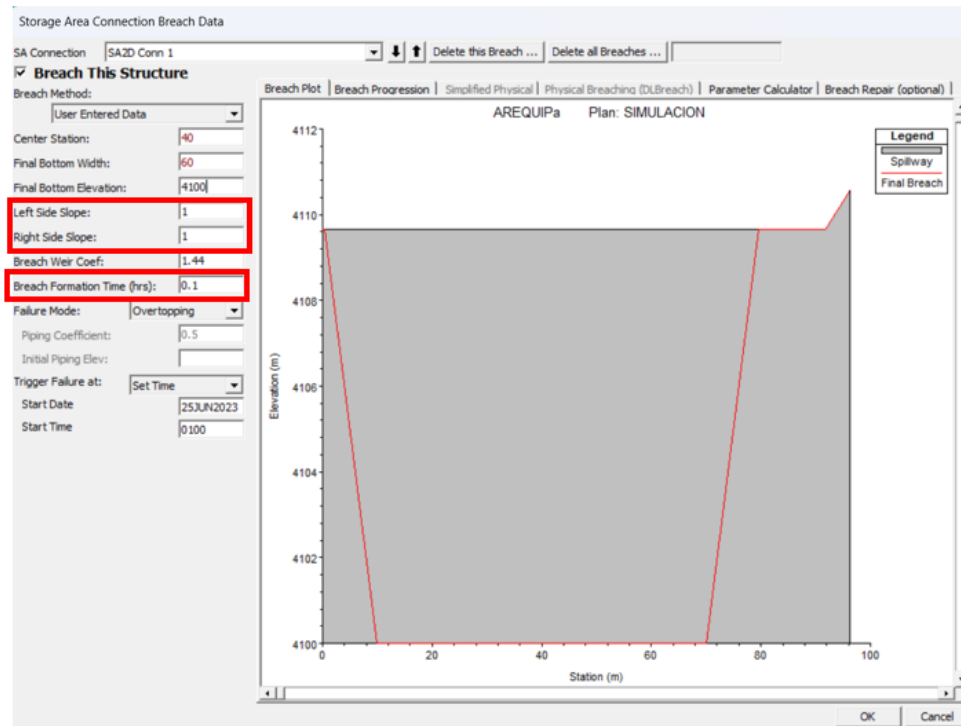 Storage Area Connection Breach Data
SA Connection SA2D Conn 1 Delete this Breach ... Delete all Breaches ...
Breach This Structure
Breach Method:
User Entered Data
Center Station: 40
Final Bottom Width: 60
Final Bottom Elevation: 4100
Left Side Slope: 1
Right Side Slope: 1
Breach Weir Coef: 1.44
Breach Formation Time (hrs): 0.1
Failure Mode: Overtopping
Piping Coefficient: 0.5
Initial Piping Elev:
Trigger Failure at: Set Time
Start Date 25JUN2023
Start Time 0100
Breach Plot Breach Progression Simplified Physical Physical Breaching (DLBreach) Parameter Calculator Breach Repair (optional)
AREQUIPa Plan: SIMULACION
Legend
Spillway
Final Breach
4112
4110
4108
4106
4104
4102
4100
Elevation (m)
0 20 40 60 80 100
Station (m)
OK Cancel